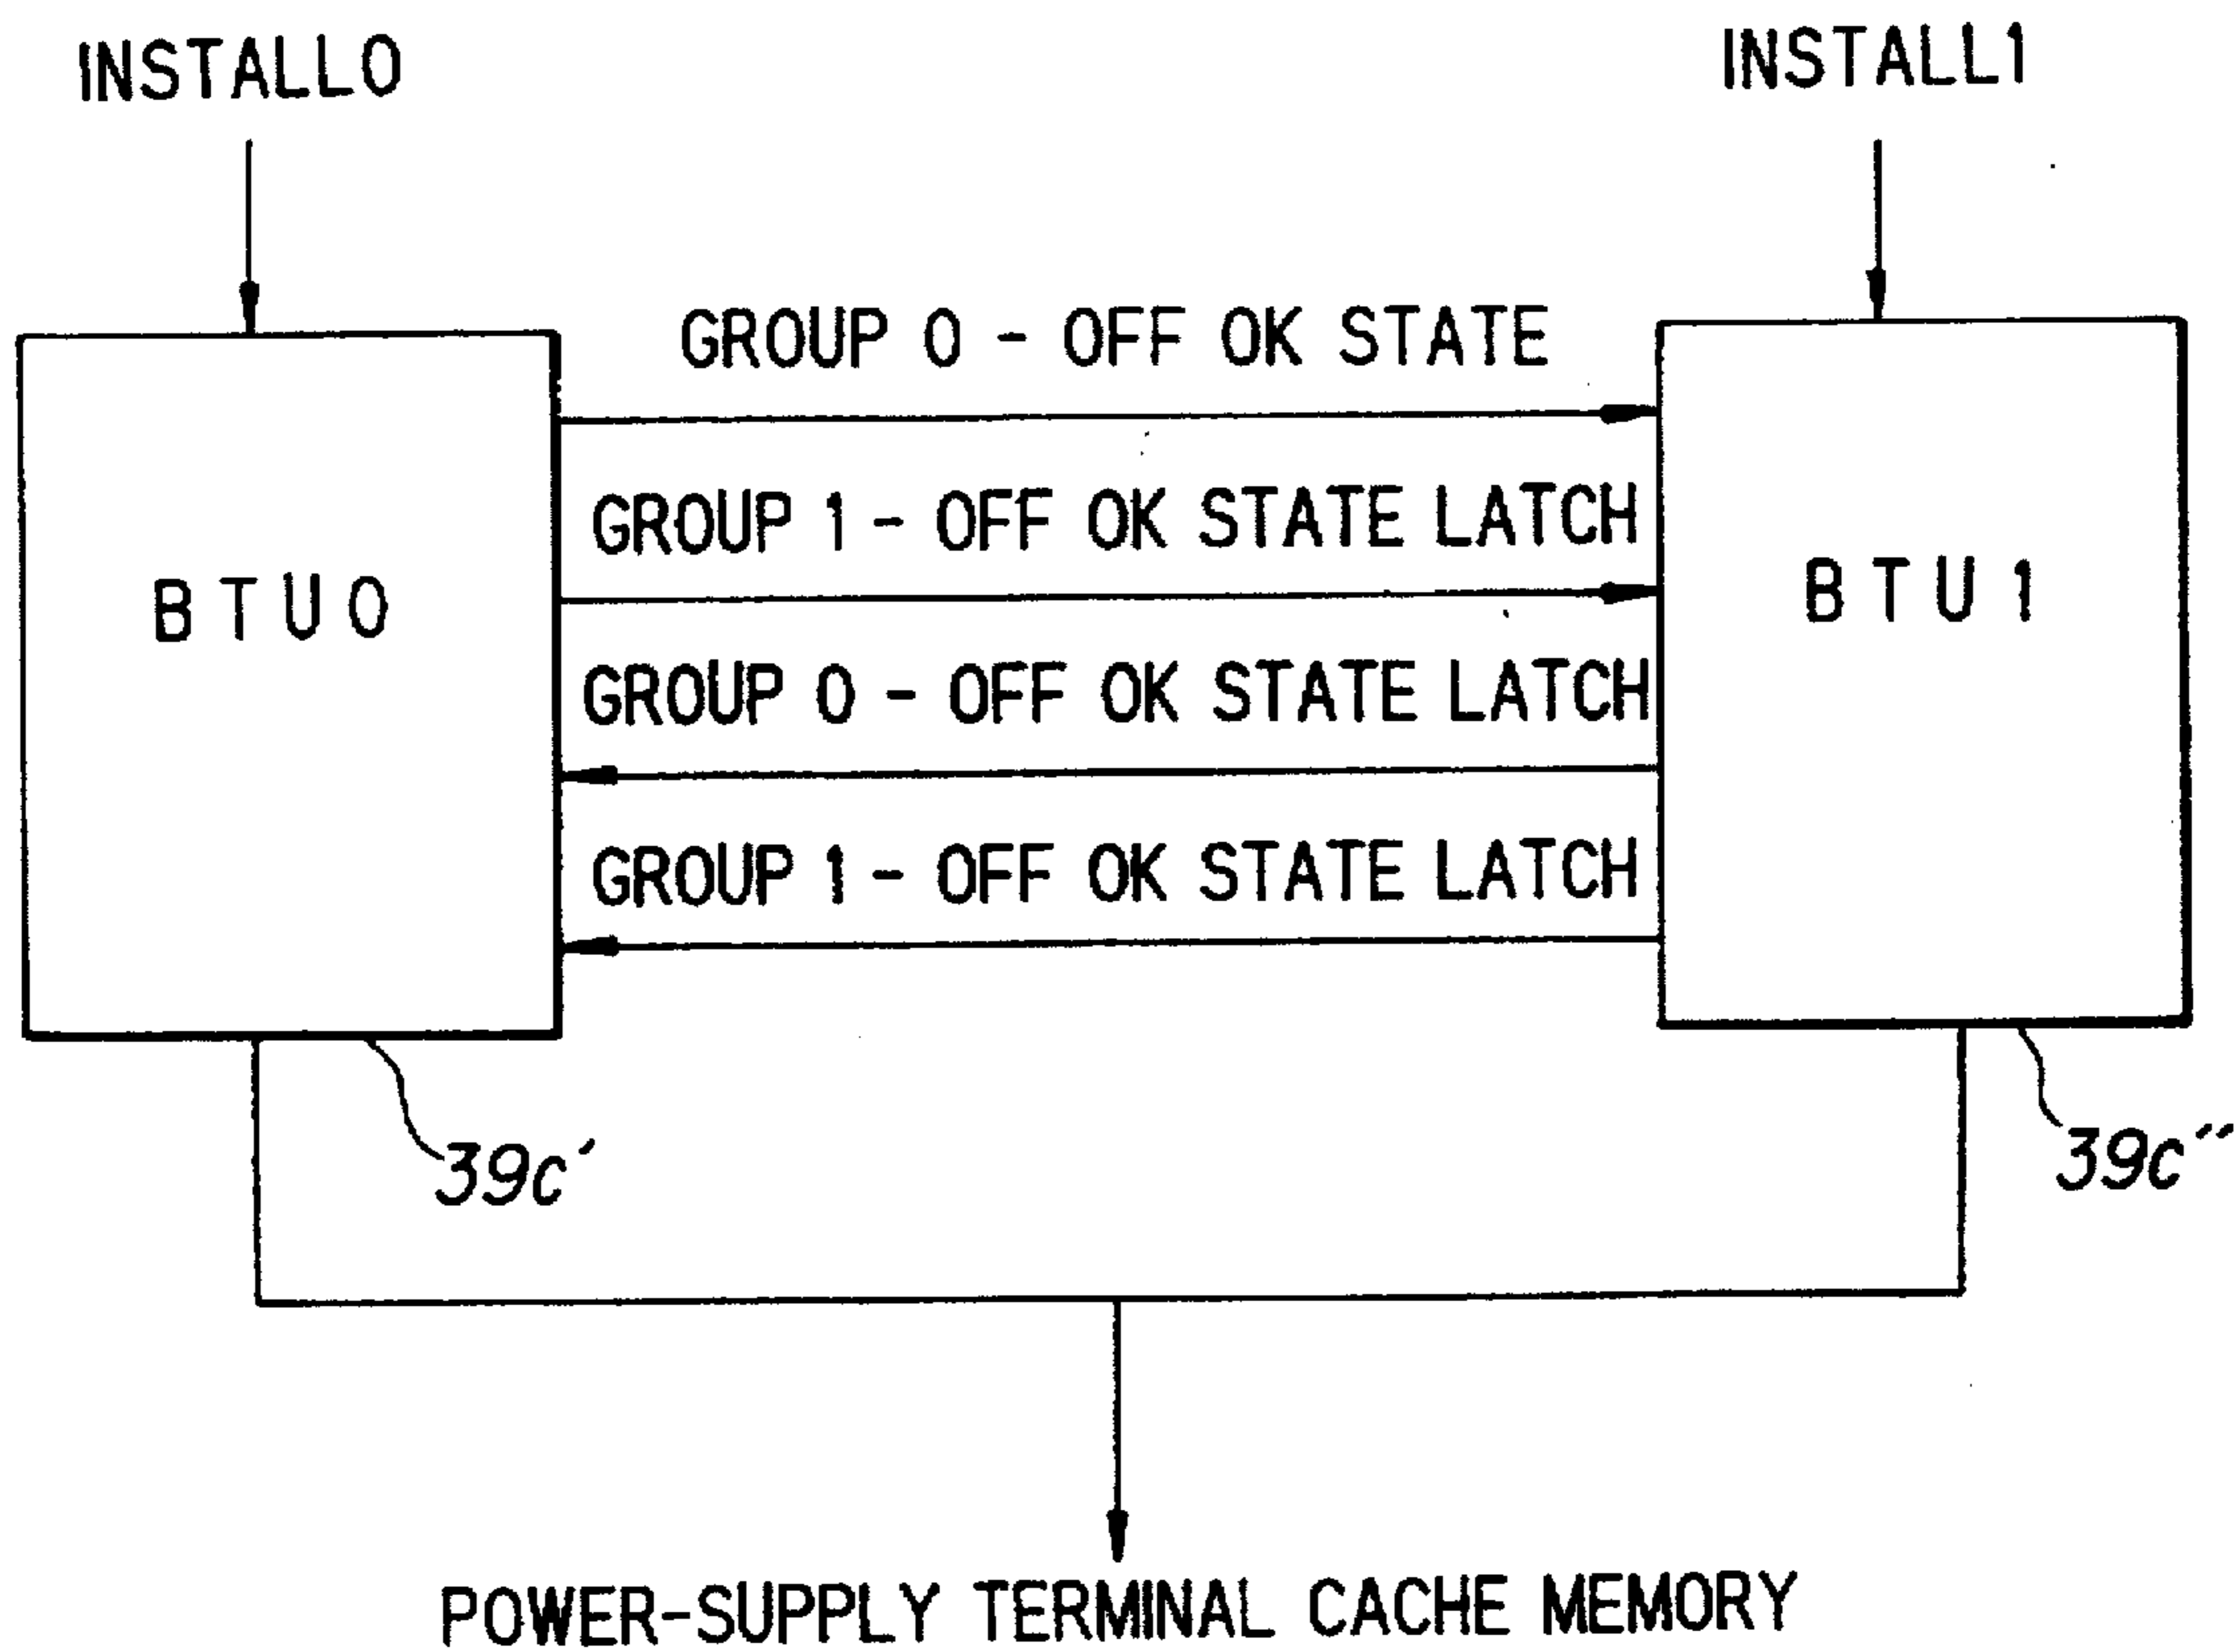 INSTALL0
INSTALL1
GROUP 0 - OFF OK STATE
GROUP 1 - OFF OK STATE LATCH
BTU0
BTU1
GROUP 0 - OFF OK STATE LATCH
GROUP 1 - OFF OK STATE LATCH
39c'
39c''
POWER-SUPPLY TERMINAL CACHE MEMORY